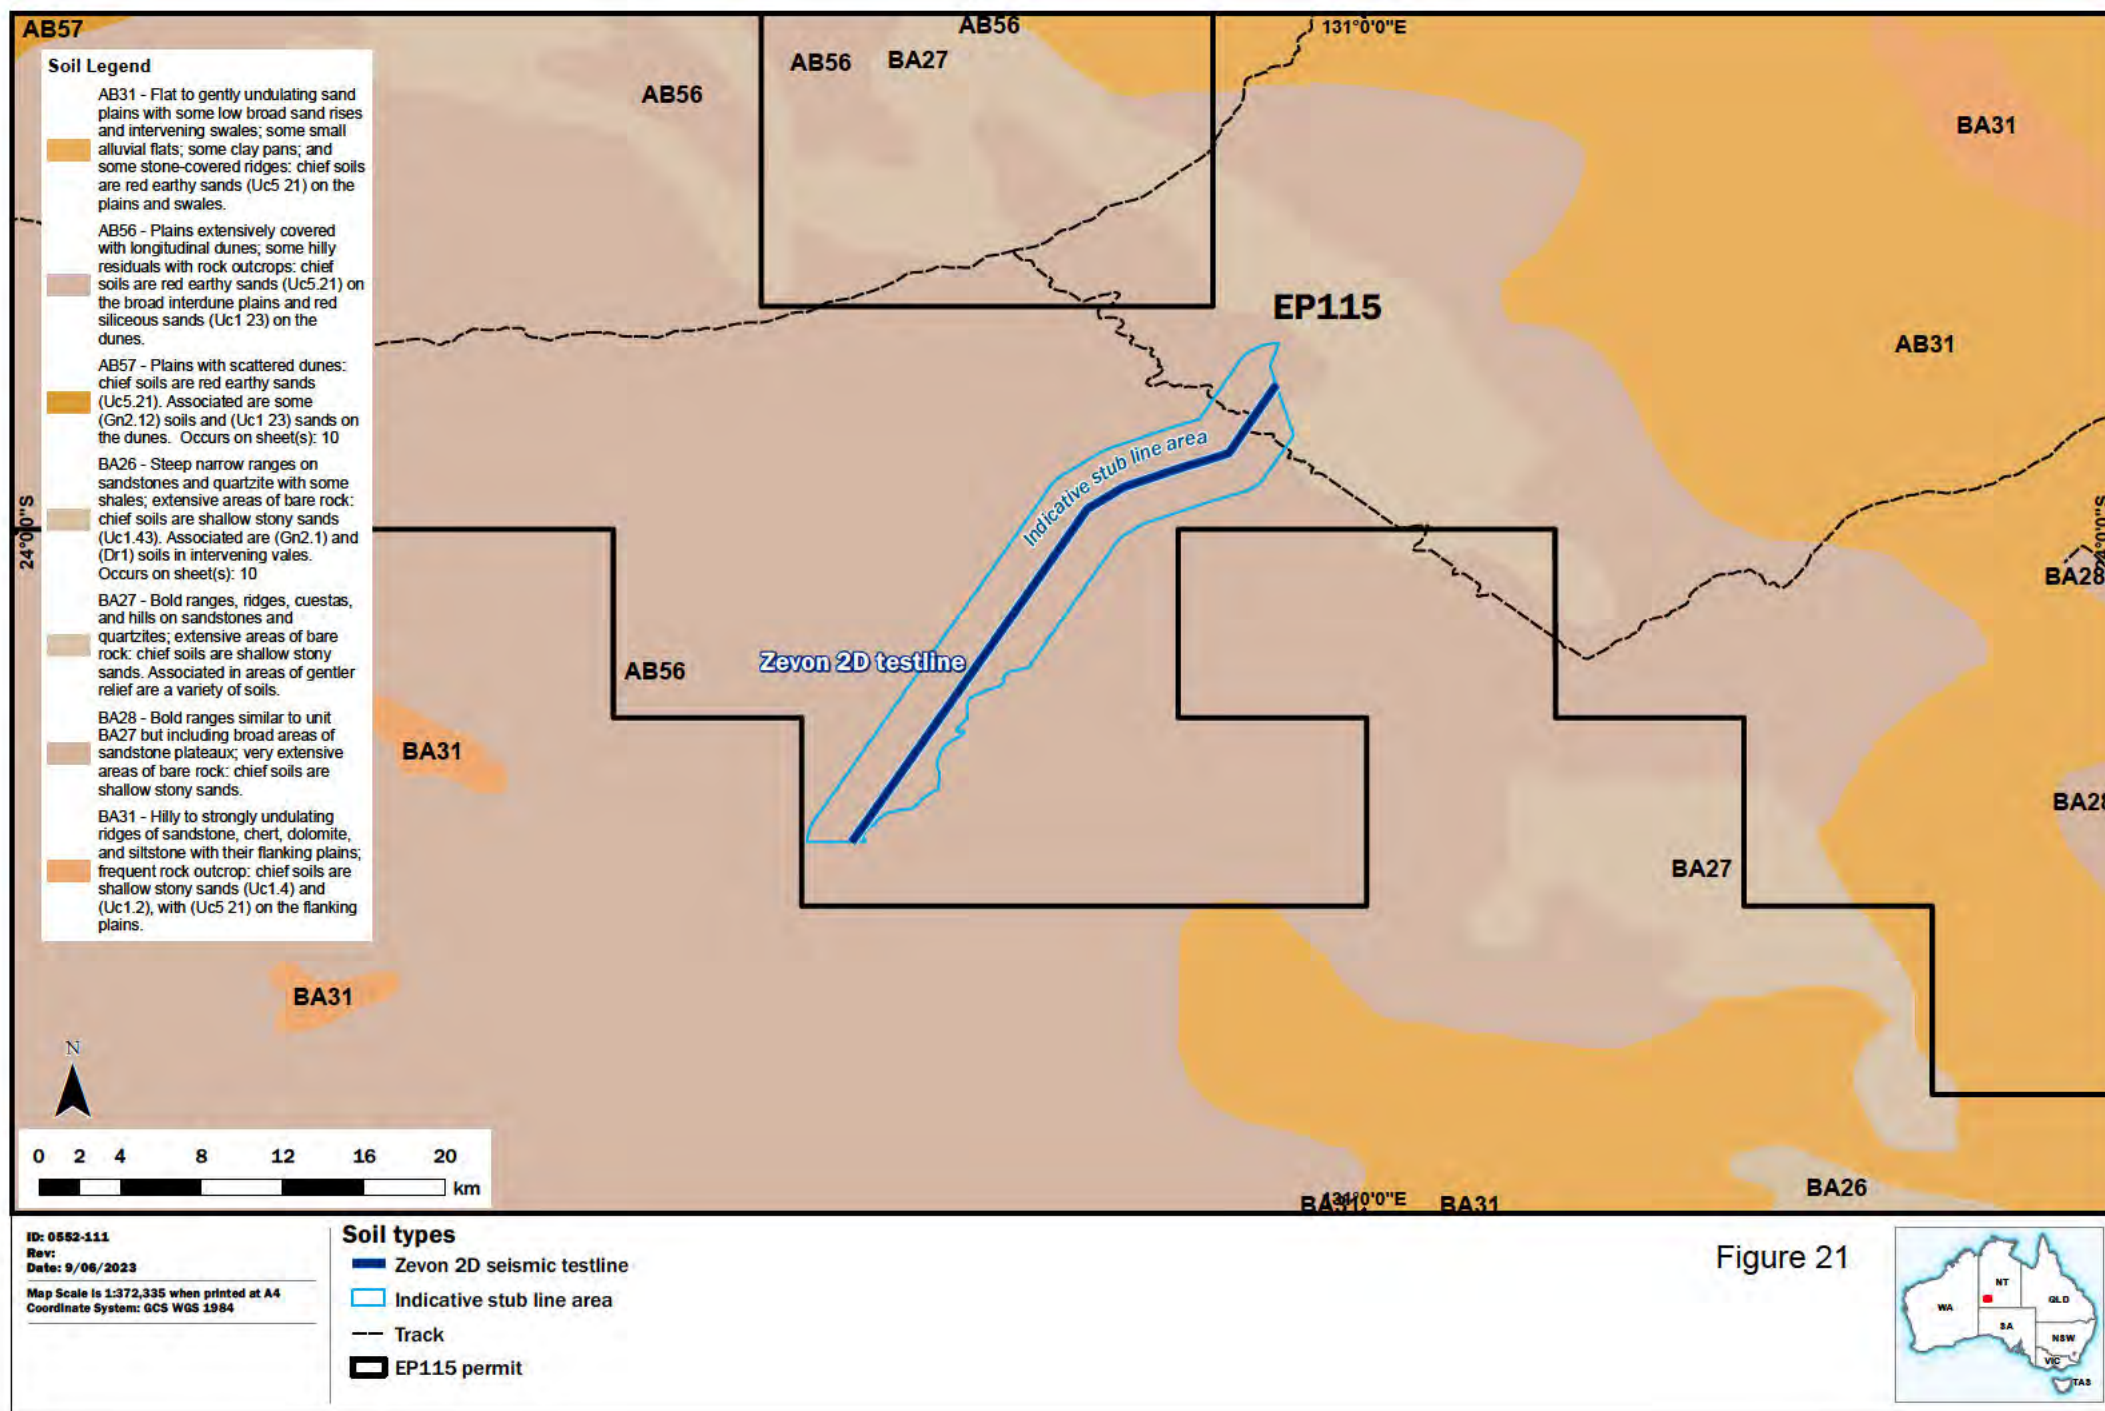 AB57
AB56
131°0'0"E
AB56
BA27
AB56
BA31
Soil Legend
AB31 - Flat to gently undulating sand
plains with some low broad sand rises
and intervening swales; some small
alluvial flats; some clay pans; and
some stone-covered ridges: chief soils
are red earthy sands (Uc5 21) on the
plains and swales.
AB56 - Plains extensively covered
with longitudinal dunes; some hilly
residuals with rock outcrops: chief
soils are red earthy sands (Uc5.21) on
the broad interdune plains and red
siliceous sands (Uc1 23) on the
dunes.
AB57 - Plains with scattered dunes:
chief soils are red earthy sands
(Uc5.21). Associated are some
(Gn2.12) soils and (Uc1 23) sands on
the dunes. Occurs on sheet(s): 10
BA26 - Steep narrow ranges on
sandstones and quartzite with some
shales; extensive areas of bare rock:
chief soils are shallow stony sands
(Uc1.43). Associated are (Gn2.1) and
(Dr1) soils in intervening vales.
Occurs on sheet(s): 10
BA27 - Bold ranges, ridges, cuestas,
and hills on sandstones and
quartzites; extensive areas of bare
rock: chief soils are shallow stony
sands. Associated in areas of gentler
relief are a variety of soils.
BA28 - Bold ranges similar to unit
BA27 but including broad areas of
sandstone plateaux; very extensive
areas of bare rock: chief soils are
shallow stony sands.
BA31 - Hilly to strongly undulating
ridges of sandstone, chert, dolomite,
and siltstone with their flanking plains;
frequent rock outcrop: chief soils are
shallow stony sands (Uc1.4) and
(Uc1.2), with (Uc5 21) on the flanking
plains.
EP115
AB31
Indicative stub line area
24°0'0"S
24°0'0"S
BA28
Zevon 2D testline
AB56
BA31
BA28
BA27
BA31
N
0 2 4 8 12 16 20
km
BA26
BA31
131°0'0"E
BA31
ID: 0552-111
Rev:
Date: 9/06/2023
Map Scale is 1:372,335 when printed at A4
Coordinate System: GCS WGS 1984
Soil types
Zevon 2D seismic testline
Indicative stub line area
Track
EP115 permit
Figure 21
NT
WA
QLD
SA
NSW
VIC
TAS